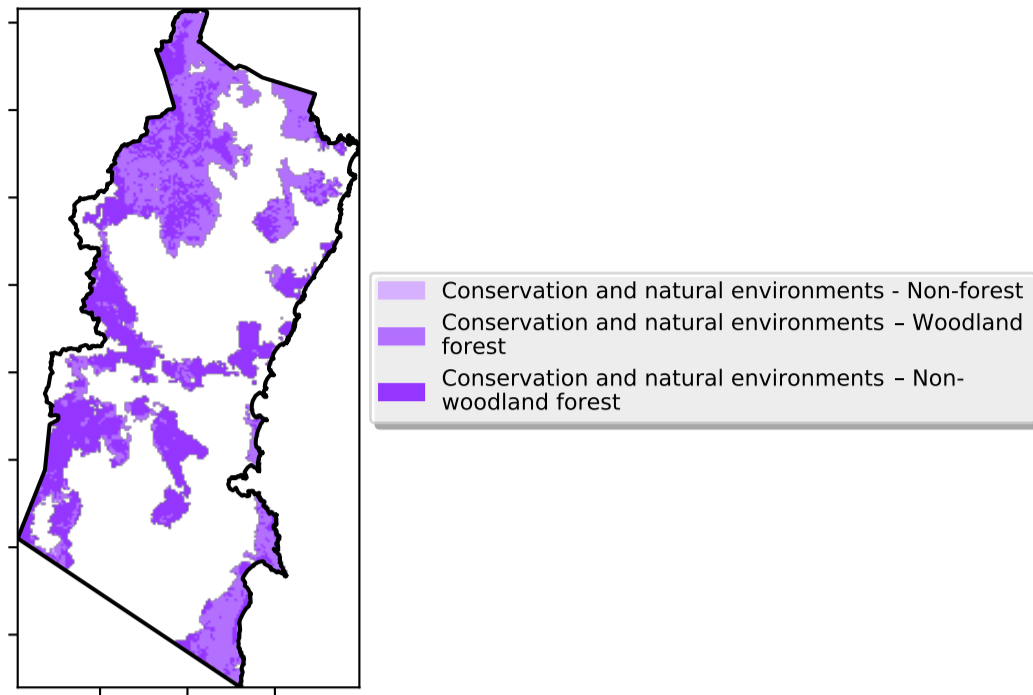 Conservation and natural environments - Non-forest
Conservation and natural environments – Woodland
forest
Conservation and natural environments – Non-
woodland forest